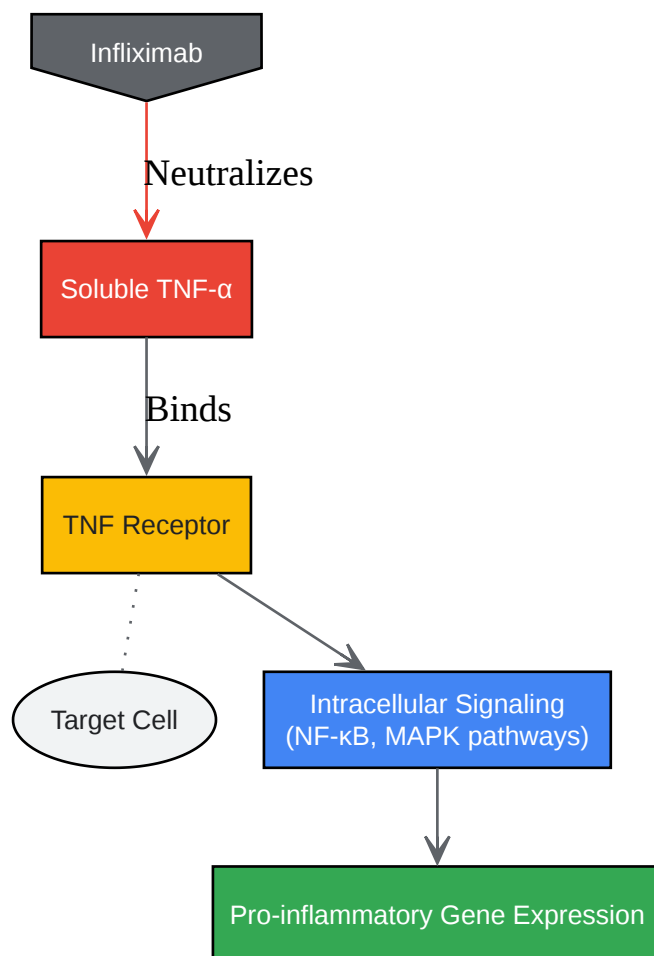 Infliximab
Neutralizes
Soluble TNF-α
Binds
TNF Receptor
Target Cell
Intracellular Signaling
(NF-κB, MAPK pathways)
Pro-inflammatory Gene Expression